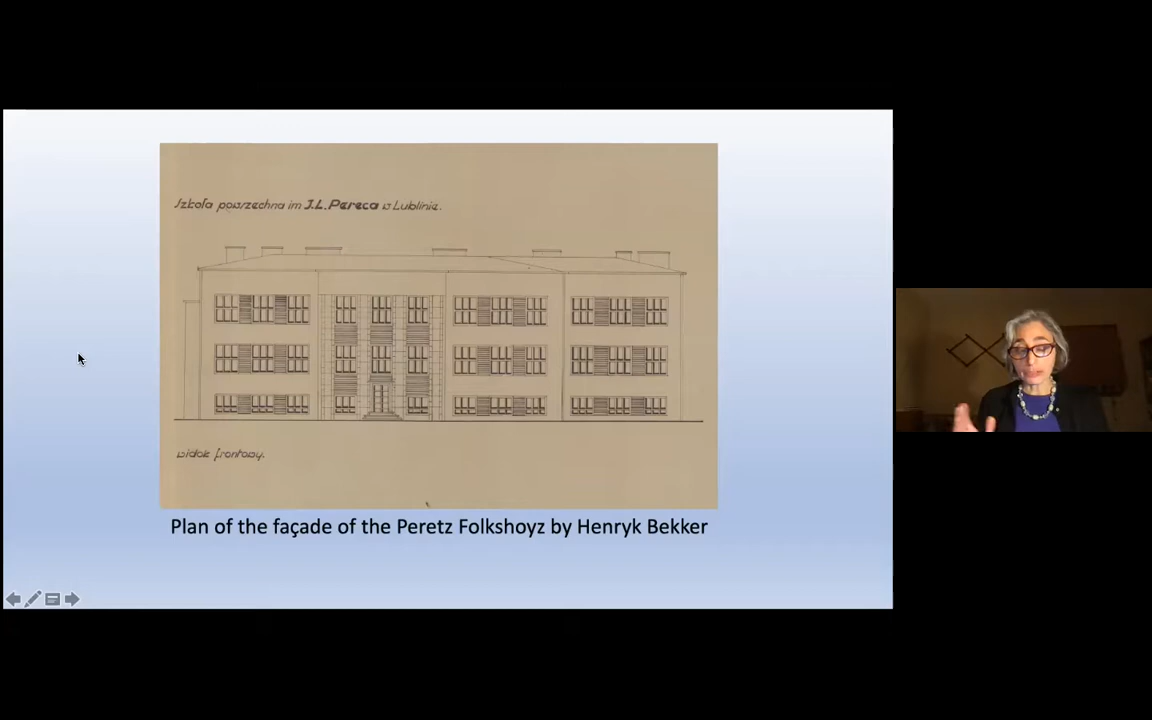 Szkoła powszechna im J.L. Pereca w Lublinie.
widok frontowy.
Plan of the façade of the Peretz Folkshoyz by Henryk Bekker